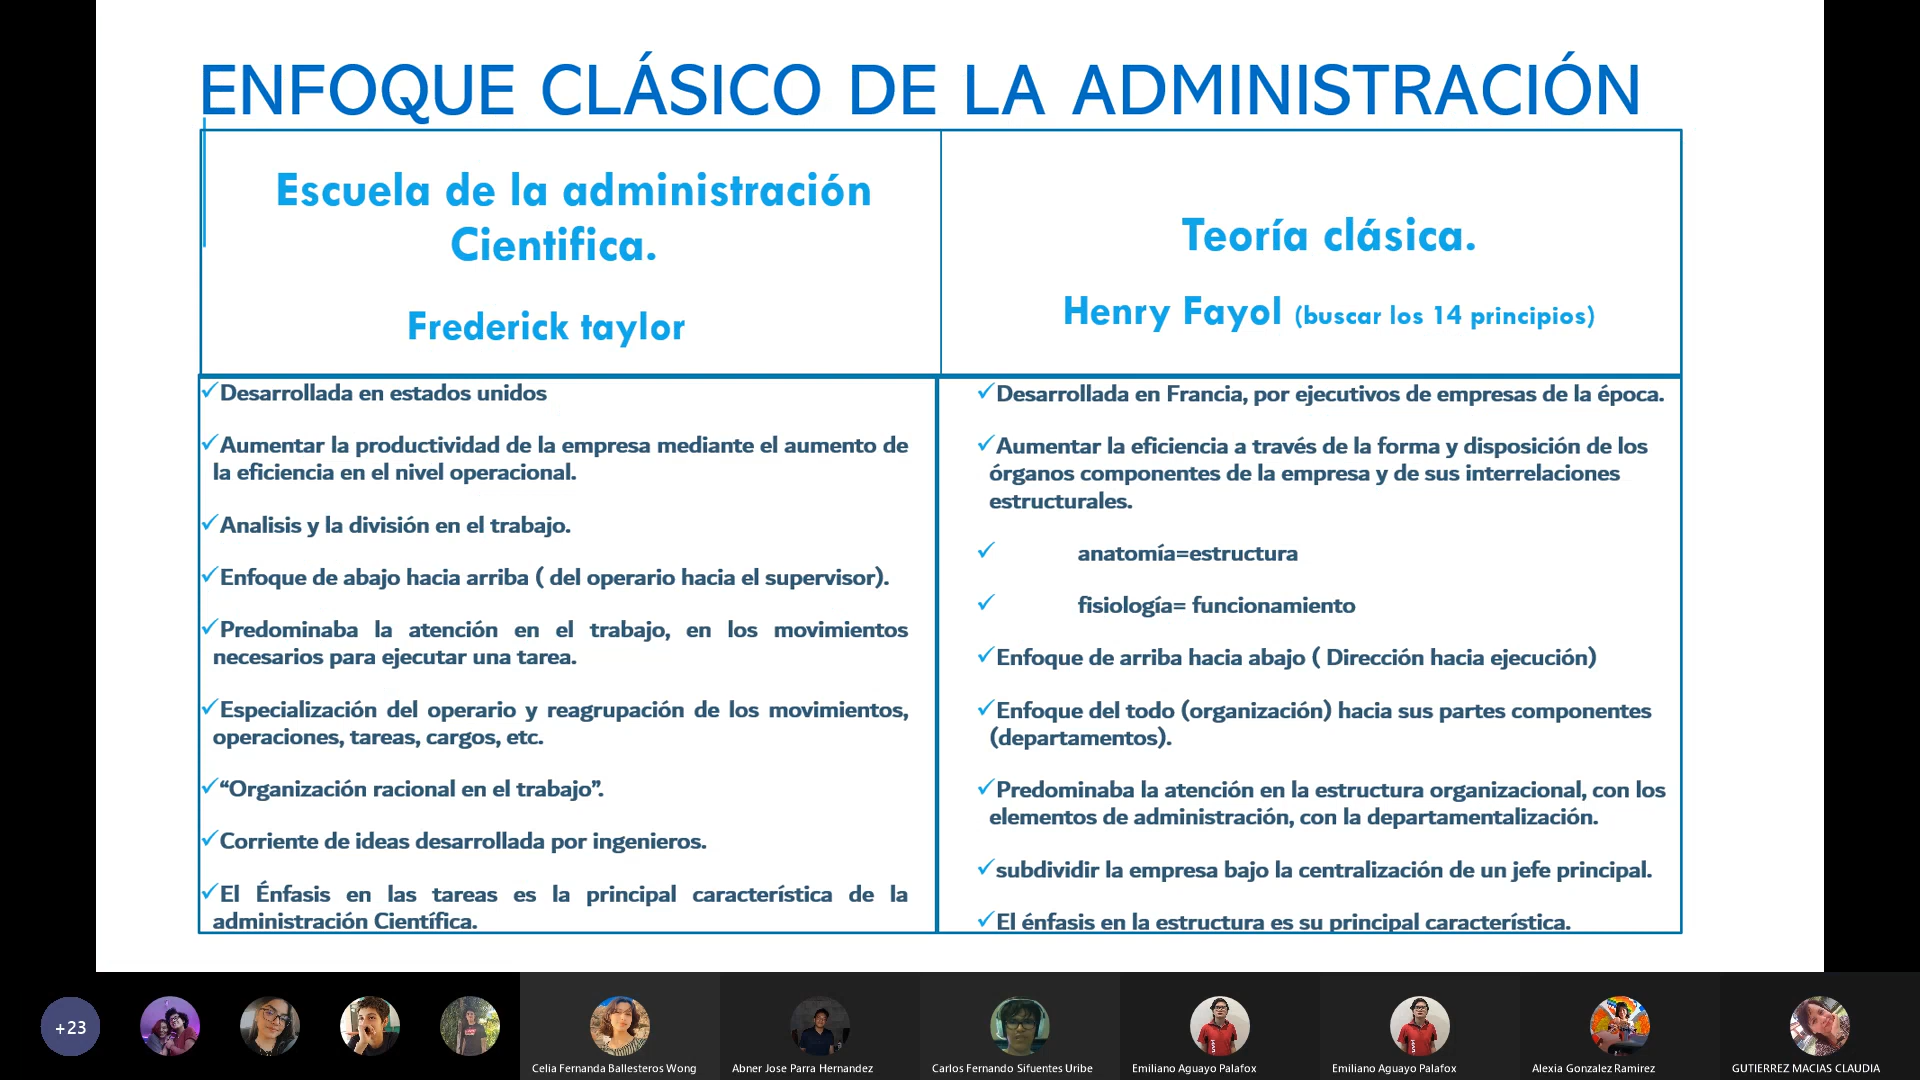 ENFOQUE CLÁSICO DE LA ADMINISTRACIÓN
Escuela de la administración
Cientifica.
Frederick taylor
Teoría clásica.
Henry Fayol (buscar los 14 principios)
✓Desarrollada en estados unidos
✓Aumentar la productividad de la empresa mediante el aumento de
la eficiencia en el nivel operacional.
✓Analisis y la división en el trabajo.
✓Enfoque de abajo hacia arriba ( del operario hacia el supervisor).
✓Predominaba la atención en el trabajo, en los movimientos
necesarios para ejecutar una tarea.
✓Especialización del operario y reagrupación de los movimientos,
operaciones, tareas, cargos, etc.
✓“Organización racional en el trabajo”.
✓Corriente de ideas desarrollada por ingenieros.
✓El Énfasis en las tareas es la principal característica de la
administración Científica.
✓Desarrollada en Francia, por ejecutivos de empresas de la época.
✓Aumentar la eficiencia a través de la forma y disposición de los
órganos componentes de la empresa y de sus interrelaciones
estructurales.
✓ anatomía=estructura
✓ fisiología= funcionamiento
✓Enfoque de arriba hacia abajo ( Dirección hacia ejecución)
✓Enfoque del todo (organización) hacia sus partes componentes
(departamentos).
✓Predominaba la atención en la estructura organizacional, con los
elementos de administración, con la departamentalización.
✓subdividir la empresa bajo la centralización de un jefe principal.
✓El énfasis en la estructura es su principal característica.
+23
Celia Fernanda Ballesteros Wong
Abner Jose Parra Hernandez
Carlos Fernando Sifuentes Uribe
Emiliano Aguayo Palafox
Emiliano Aguayo Palafox
Alexia Gonzalez Ramirez
GUTIERREZ MACIAS CLAUDIA